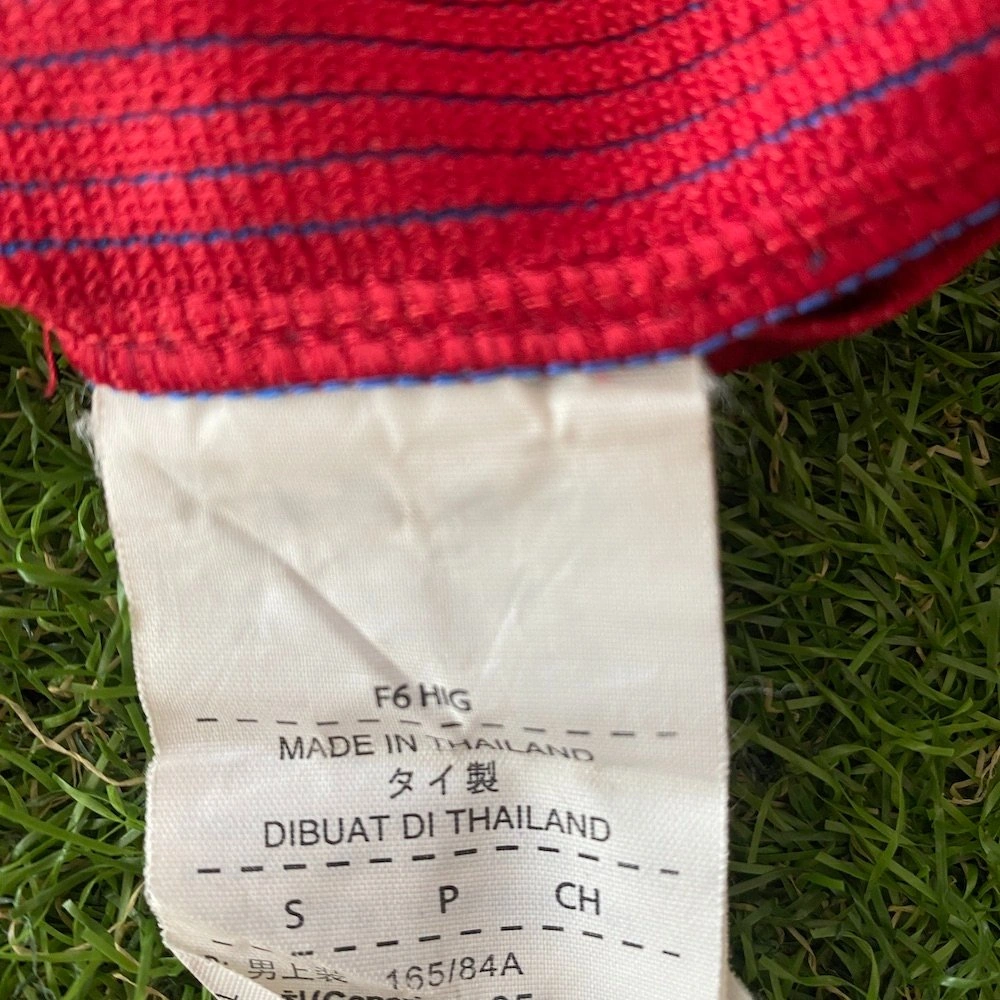 F6 HIG
MADE IN THAILAND
タイ製
DIBUAT DI THAILAND
S P CH
男上装 165/84A